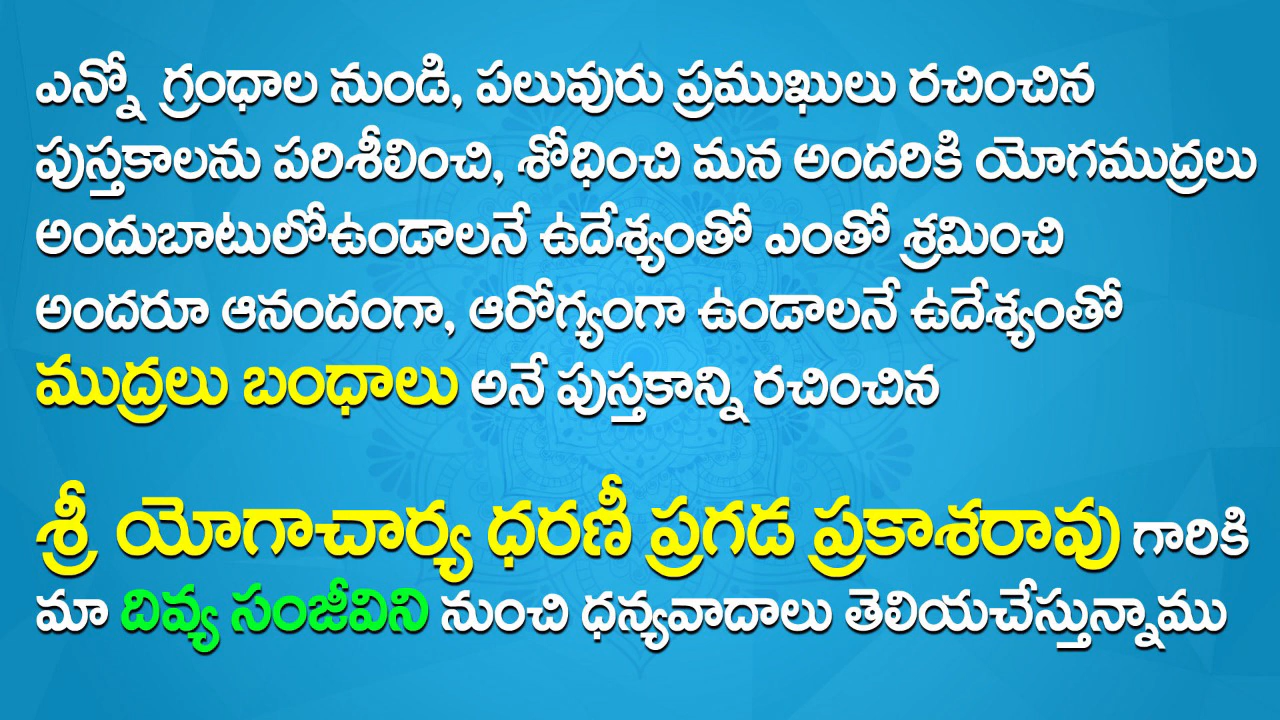 ఎన్నో గ్రంధాల నుండి, పలువురు ప్రముఖులు రచించిన
పుస్తకాలను పరిశీలించి, శోధించి మన అందరికి యోగముద్రలు
అందుబాటులోఉండాలనే ఉదేశ్యంతో ఎంతో శ్రమించి
అందరూ ఆనందంగా, ఆరోగ్యంగా ఉండాలనే ఉదేశ్యంతో
ముద్రలు బంధాలు అనే పుస్తకాన్ని రచించిన
శ్రీ యోగాచార్య ధరణీ ప్రగడ ప్రకాశరావు గారికి
మా దివ్య సంజీవిని నుంచి ధన్యవాదాలు తెలియచేస్తున్నాము